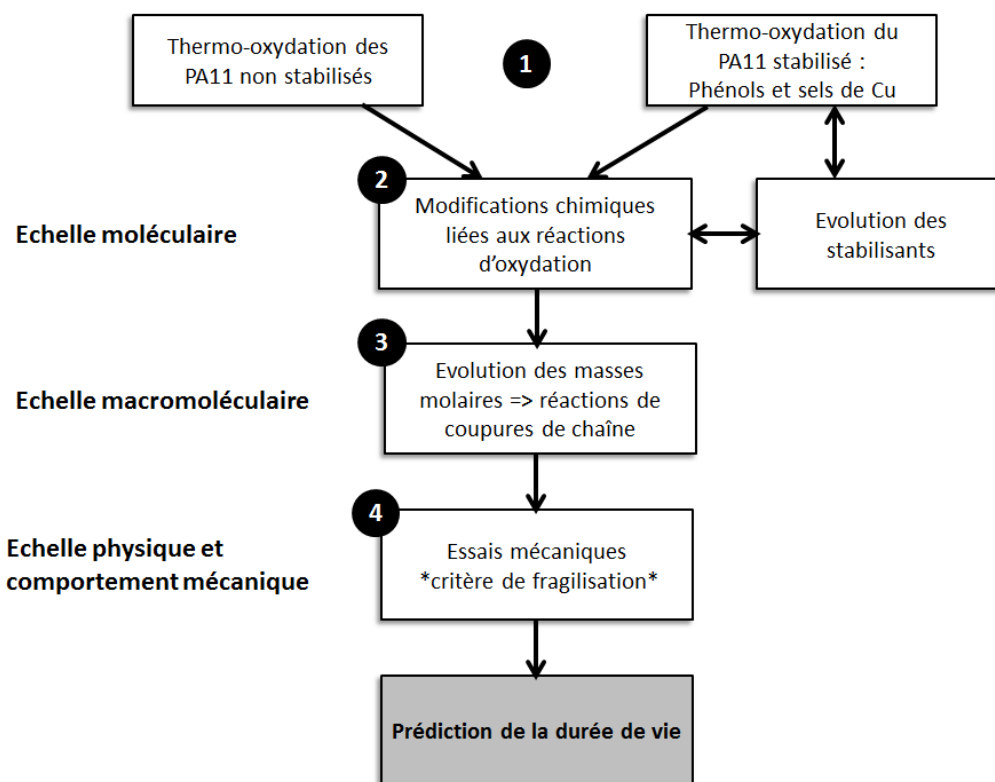 Thermo-oxydation des
PA11 non stabilisés
1
Thermo-oxydation du
PA11 stabilisé :
Phénols et sels de Cu
2
Echelle moléculaire
Modifications chimiques
liées aux réactions
d'oxydation
Evolution des
stabilisants
3
Echelle macromoléculaire
Evolution des masses
molaires => réactions de
coupures de chaîne
4
Echelle physique et
comportement mécanique
Essais mécaniques
*critère de fragilisation*
Prédiction de la durée de vie